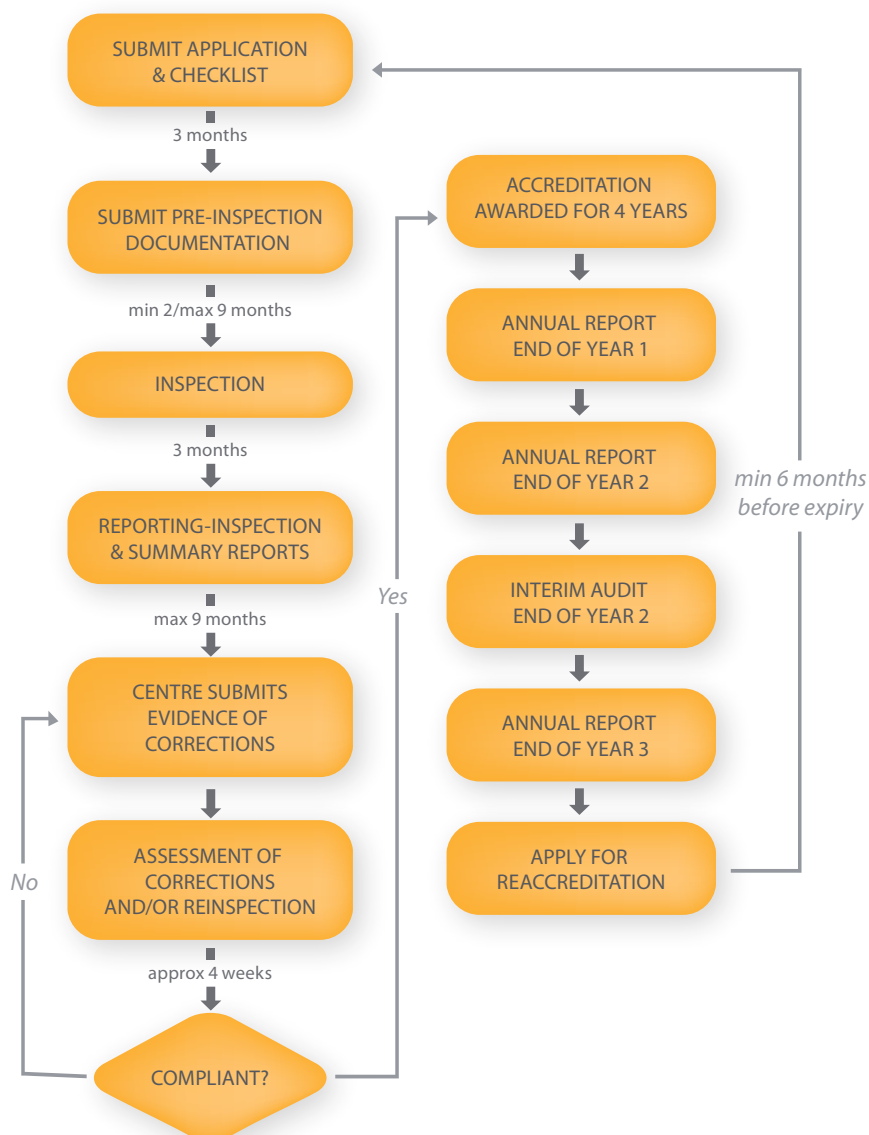 SUBMIT APPLICATION
& CHECKLIST
3 months
SUBMIT PRE-INSPECTION
DOCUMENTATION
min 2/max 9 months
INSPECTION
3 months
REPORTING-INSPECTION
& SUMMARY REPORTS
max 9 months
CENTRE SUBMITS
EVIDENCE OF
CORRECTIONS
ASSESSMENT OF
CORRECTIONS
AND/OR REINSPECTION
No
approx 4 weeks
COMPLIANT?
Yes
ACCREDITATION
AWARDED FOR 4 YEARS
ANNUAL REPORT
END OF YEAR 1
ANNUAL REPORT
END OF YEAR 2
INTERIM AUDIT
END OF YEAR 2
ANNUAL REPORT
END OF YEAR 3
APPLY FOR
REACCREDITATION
min 6 months
before expiry